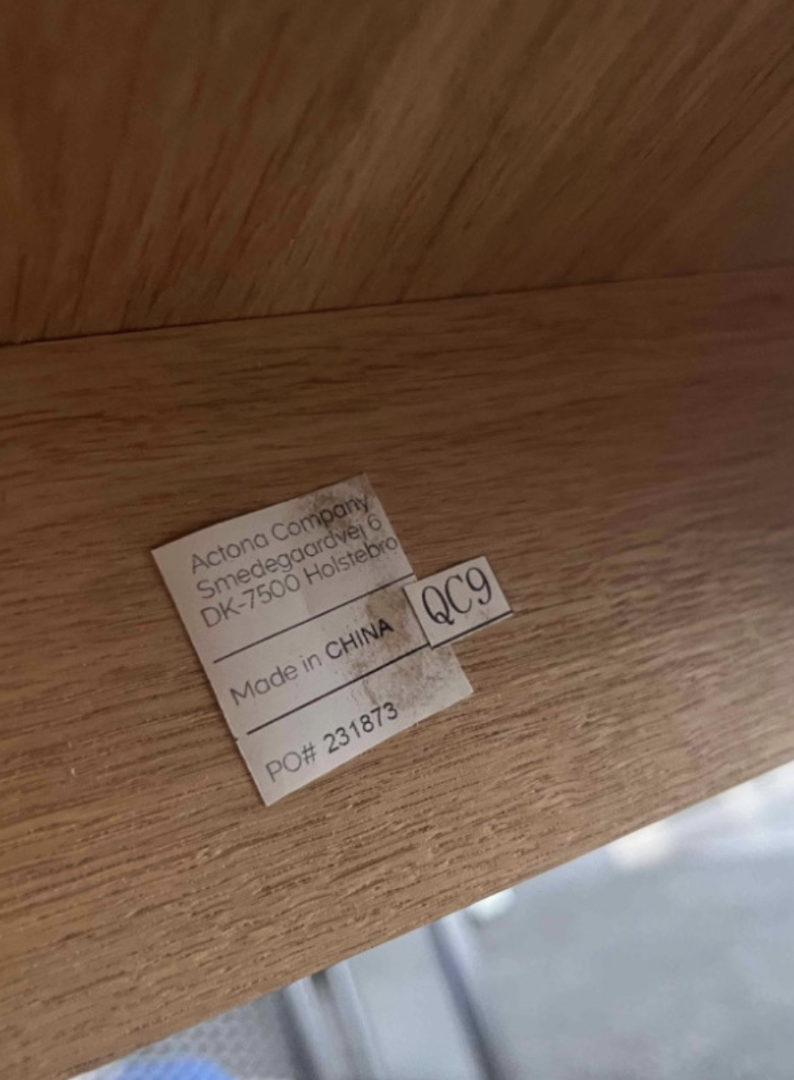 Actona Company
Smedegaardvej 6
DK-7500 Holstebro
Made in CHINA
QC9
PO# 231873